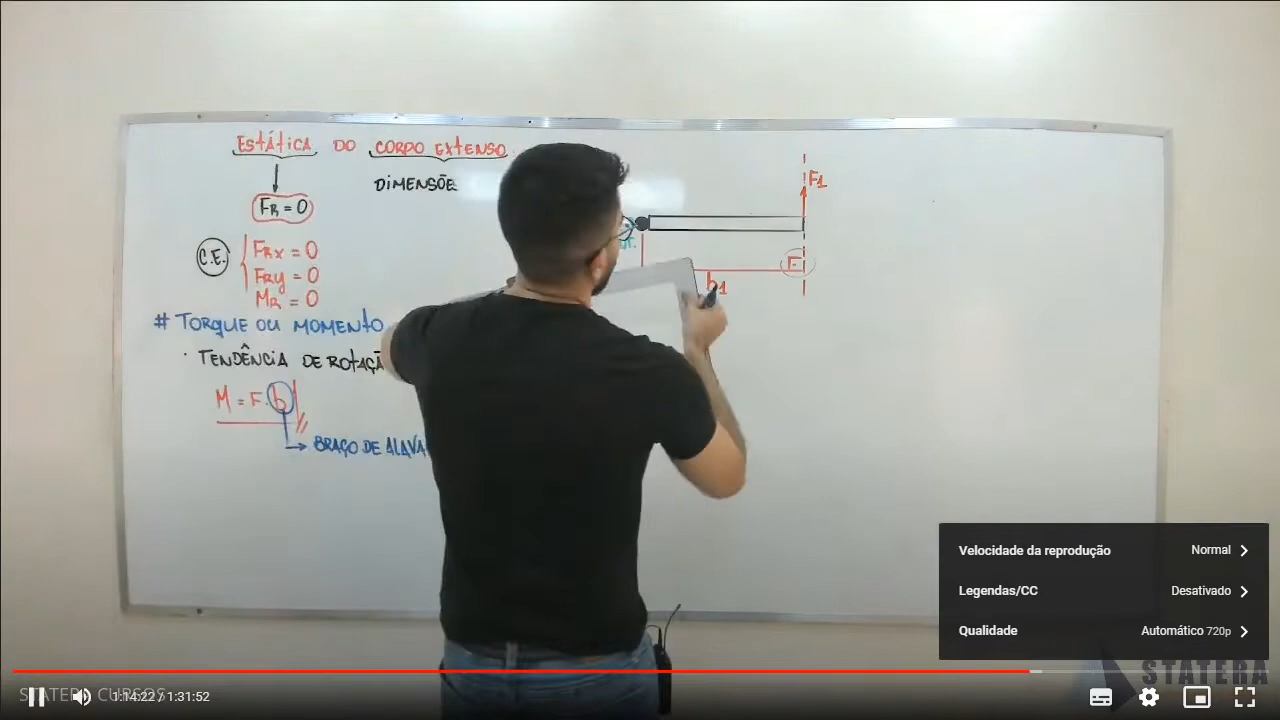 ESTÁTICA DO CORPO EXTENSO
DIMENSÕE
FR = 0
C.E.
FRX = 0
FRY = 0
MR = 0
# TORQUE OU MOMENTO
· TENDÊNCIA DE ROTAÇÃ
M = F. b
BRAÇO DE ALAVA
F1
b1
Velocidade da reprodução Normal
Legendas/CC Desativado
Qualidade Automático 720p
STATERA CURSOS
1:14:22 / 1:31:52
STATERA